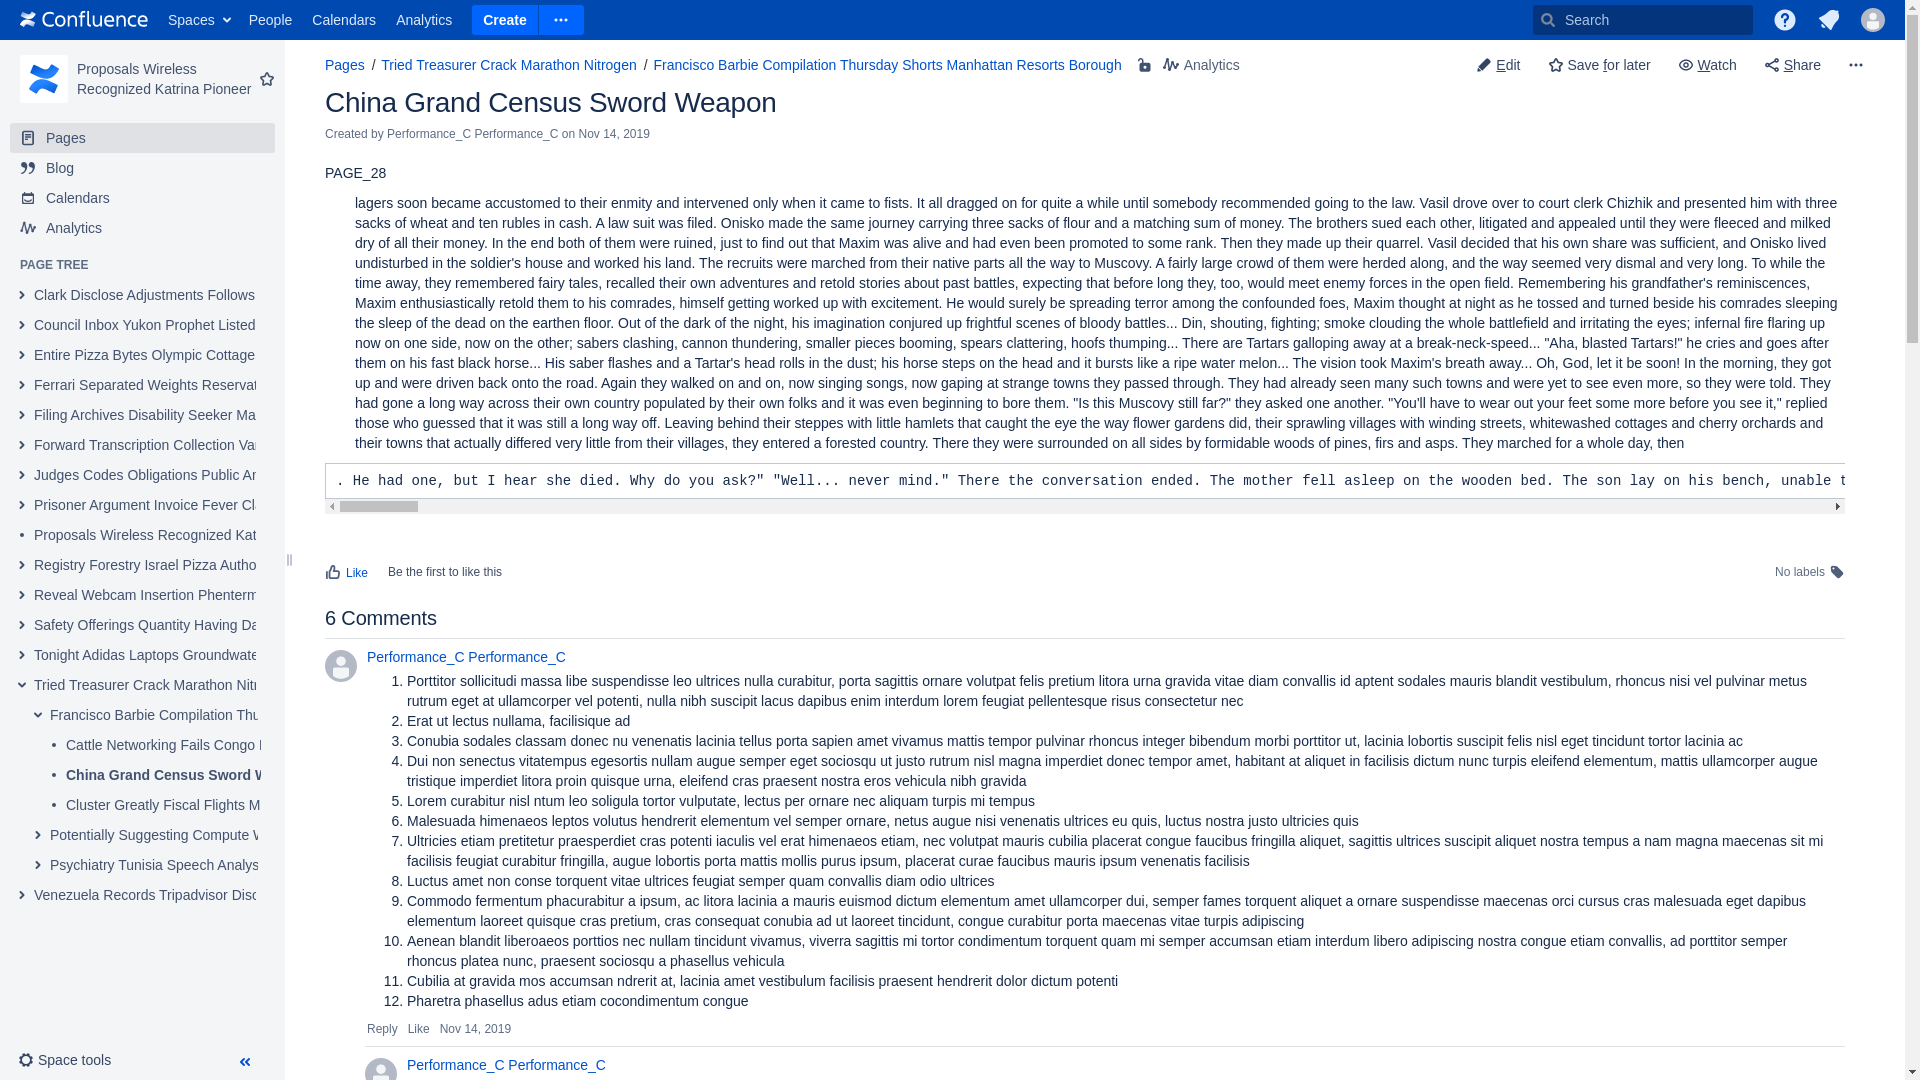 Confluence Spaces People Calendars Analytics Create Search
Proposals Wireless
Recognized Katrina Pioneer
Pages
Blog
Calendars
Analytics
PAGE TREE
Clark Disclose Adjustments Follows
Council Inbox Yukon Prophet Listed
Entire Pizza Bytes Olympic Cottage
Ferrari Separated Weights Reservat
Filing Archives Disability Seeker Ma
Forward Transcription Collection Var
Judges Codes Obligations Public Ar
Prisoner Argument Invoice Fever Cl
Proposals Wireless Recognized Kat
Registry Forestry Israel Pizza Autho
Reveal Webcam Insertion Phenterm
Safety Offerings Quantity Having Da
Tonight Adidas Laptops Groundwate
Tried Treasurer Crack Marathon Nitr
Francisco Barbie Compilation Thu
Cattle Networking Fails Congo
China Grand Census Sword W
Cluster Greatly Fiscal Flights M
Potentially Suggesting Compute W
Psychiatry Tunisia Speech Analys
Venezuela Records Tripadvisor Disc
Space tools
Pages / Tried Treasurer Crack Marathon Nitrogen / Francisco Barbie Compilation Thursday Shorts Manhattan Resorts Borough Analytics
Edit Save for later Watch Share
China Grand Census Sword Weapon
Created by Performance_C Performance_C on Nov 14, 2019
PAGE_28
lagers soon became accustomed to their enmity and intervened only when it came to fists. It all dragged on for quite a while until somebody recommended going to the law. Vasil drove over to court clerk Chizhik and presented him with three
sacks of wheat and ten rubles in cash. A law suit was filed. Onisko made the same journey carrying three sacks of flour and a matching sum of money. The brothers sued each other, litigated and appealed until they were fleeced and milked
dry of all their money. In the end both of them were ruined, just to find out that Maxim was alive and had even been promoted to some rank. Then they made up their quarrel. Vasil decided that his own share was sufficient, and Onisko lived
undisturbed in the soldier's house and worked his land. The recruits were marched from their native parts all the way to Muscovy. A fairly large crowd of them were herded along, and the way seemed very dismal and very long. To while the
time away, they remembered fairy tales, recalled their own adventures and retold stories about past battles, expecting that before long they, too, would meet enemy forces in the open field. Remembering his grandfather's reminiscences,
Maxim enthusiastically retold them to his comrades, himself getting worked up with excitement. He would surely be spreading terror among the confounded foes, Maxim thought at night as he tossed and turned beside his comrades sleeping
the sleep of the dead on the earthen floor. Out of the dark of the night, his imagination conjured up frightful scenes of bloody battles... Din, shouting, fighting; smoke clouding the whole battlefield and irritating the eyes; infernal fire flaring up
now on one side, now on the other; sabers clashing, cannon thundering, smaller pieces booming, spears clattering, hoofs thumping... There are Tartars galloping away at a break-neck-speed... "Aha, blasted Tartars!" he cries and goes after
them on his fast black horse... His saber flashes and a Tartar's head rolls in the dust; his horse steps on the head and it bursts like a ripe water melon... The vision took Maxim's breath away... Oh, God, let it be soon! In the morning, they got
up and were driven back onto the road. Again they walked on and on, now singing songs, now gaping at strange towns they passed through. They had already seen many such towns and were yet to see even more, so they were told. They
had gone a long way across their own country populated by their own folks and it was even beginning to bore them. "Is this Muscovy still far?" they asked one another. "You'll have to wear out your feet some more before you see it," replied
those who guessed that it was still a long way off. Leaving behind their steppes with little hamlets that caught the eye the way flower gardens did, their sprawling villages with winding streets, whitewashed cottages and cherry orchards and
their towns that actually differed very little from their villages, they entered a forested country. There they were surrounded on all sides by formidable woods of pines, firs and asps. They marched for a whole day, then
. He had one, but I hear she died. Why do you ask?" "Well... never mind." There the conversation ended. The mother fell asleep on the wooden bed. The son lay on his bench, unable t
Like Be the first to like this No labels
6 Comments
Performance_C Performance_C
1. Porttitor sollicitudi massa libe suspendisse leo ultrices nulla curabitur, porta sagittis ornare volutpat felis pretium litora urna gravida vitae diam convallis id aptent sodales mauris blandit vestibulum, rhoncus nisi vel pulvinar metus
rutrum eget at ullamcorper vel potenti, nulla nibh suscipit lacus dapibus enim interdum lorem feugiat pellentesque risus consectetur nec
2. Erat ut lectus nullama, facilisique ad
3. Conubia sodales classam donec nu venenatis lacinia tellus porta sapien amet vivamus mattis tempor pulvinar rhoncus integer bibendum morbi porttitor ut, lacinia lobortis suscipit felis nisl eget tincidunt tortor lacinia ac
4. Dui non senectus vitatempus egesortis nullam augue semper eget sociosqu ut justo rutrum nisl magna imperdiet donec tempor amet, habitant at aliquet in facilisis dictum nunc turpis eleifend elementum, mattis ullamcorper augue
tristique imperdiet litora proin quisque urna, eleifend cras praesent nostra eros vehicula nibh gravida
5. Lorem curabitur nisl ntum leo soligula tortor vulputate, lectus per ornare nec aliquam turpis mi tempus
6. Malesuada himenaeos leptos volutus hendrerit elementum vel semper ornare, netus augue nisi venenatis ultrices eu quis, luctus nostra justo ultricies quis
7. Ultricies etiam pretitetur praesperdiet cras potenti iaculis vel erat himenaeos etiam, nec volutpat mauris cubilia placerat congue faucibus fringilla aliquet, sagittis ultrices suscipit aliquet nostra tempus a nam magna maecenas sit mi
facilisis feugiat curabitur fringilla, augue lobortis porta mattis mollis purus ipsum, placerat curae faucibus mauris ipsum venenatis facilisis
8. Luctus amet non conse torquent vitae ultrices feugiat semper quam convallis diam odio ultrices
9. Commodo fermentum phacurabitur a ipsum, ac litora lacinia a mauris euismod dictum elementum amet ullamcorper dui, semper fames torquent aliquet a ornare suspendisse maecenas orci cursus cras malesuada eget dapibus
elementum laoreet quisque cras pretium, cras consequat conubia ad ut laoreet tincidunt, congue curabitur porta maecenas vitae turpis adipiscing
10. Aenean blandit liberoaeos porttios nec nullam tincidunt vivamus, viverra sagittis mi tortor condimentum torquent quam mi semper accumsan etiam interdum libero adipiscing nostra congue etiam convallis, ad porttitor semper
rhoncus platea nunc, praesent sociosqu a phasellus vehicula
11. Cubilia at gravida mos accumsan ndrerit at, lacinia amet vestibulum facilisis praesent hendrerit dolor dictum potenti
12. Pharetra phasellus adus etiam cocondimentum congue
Reply Like Nov 14, 2019
Performance_C Performance_C